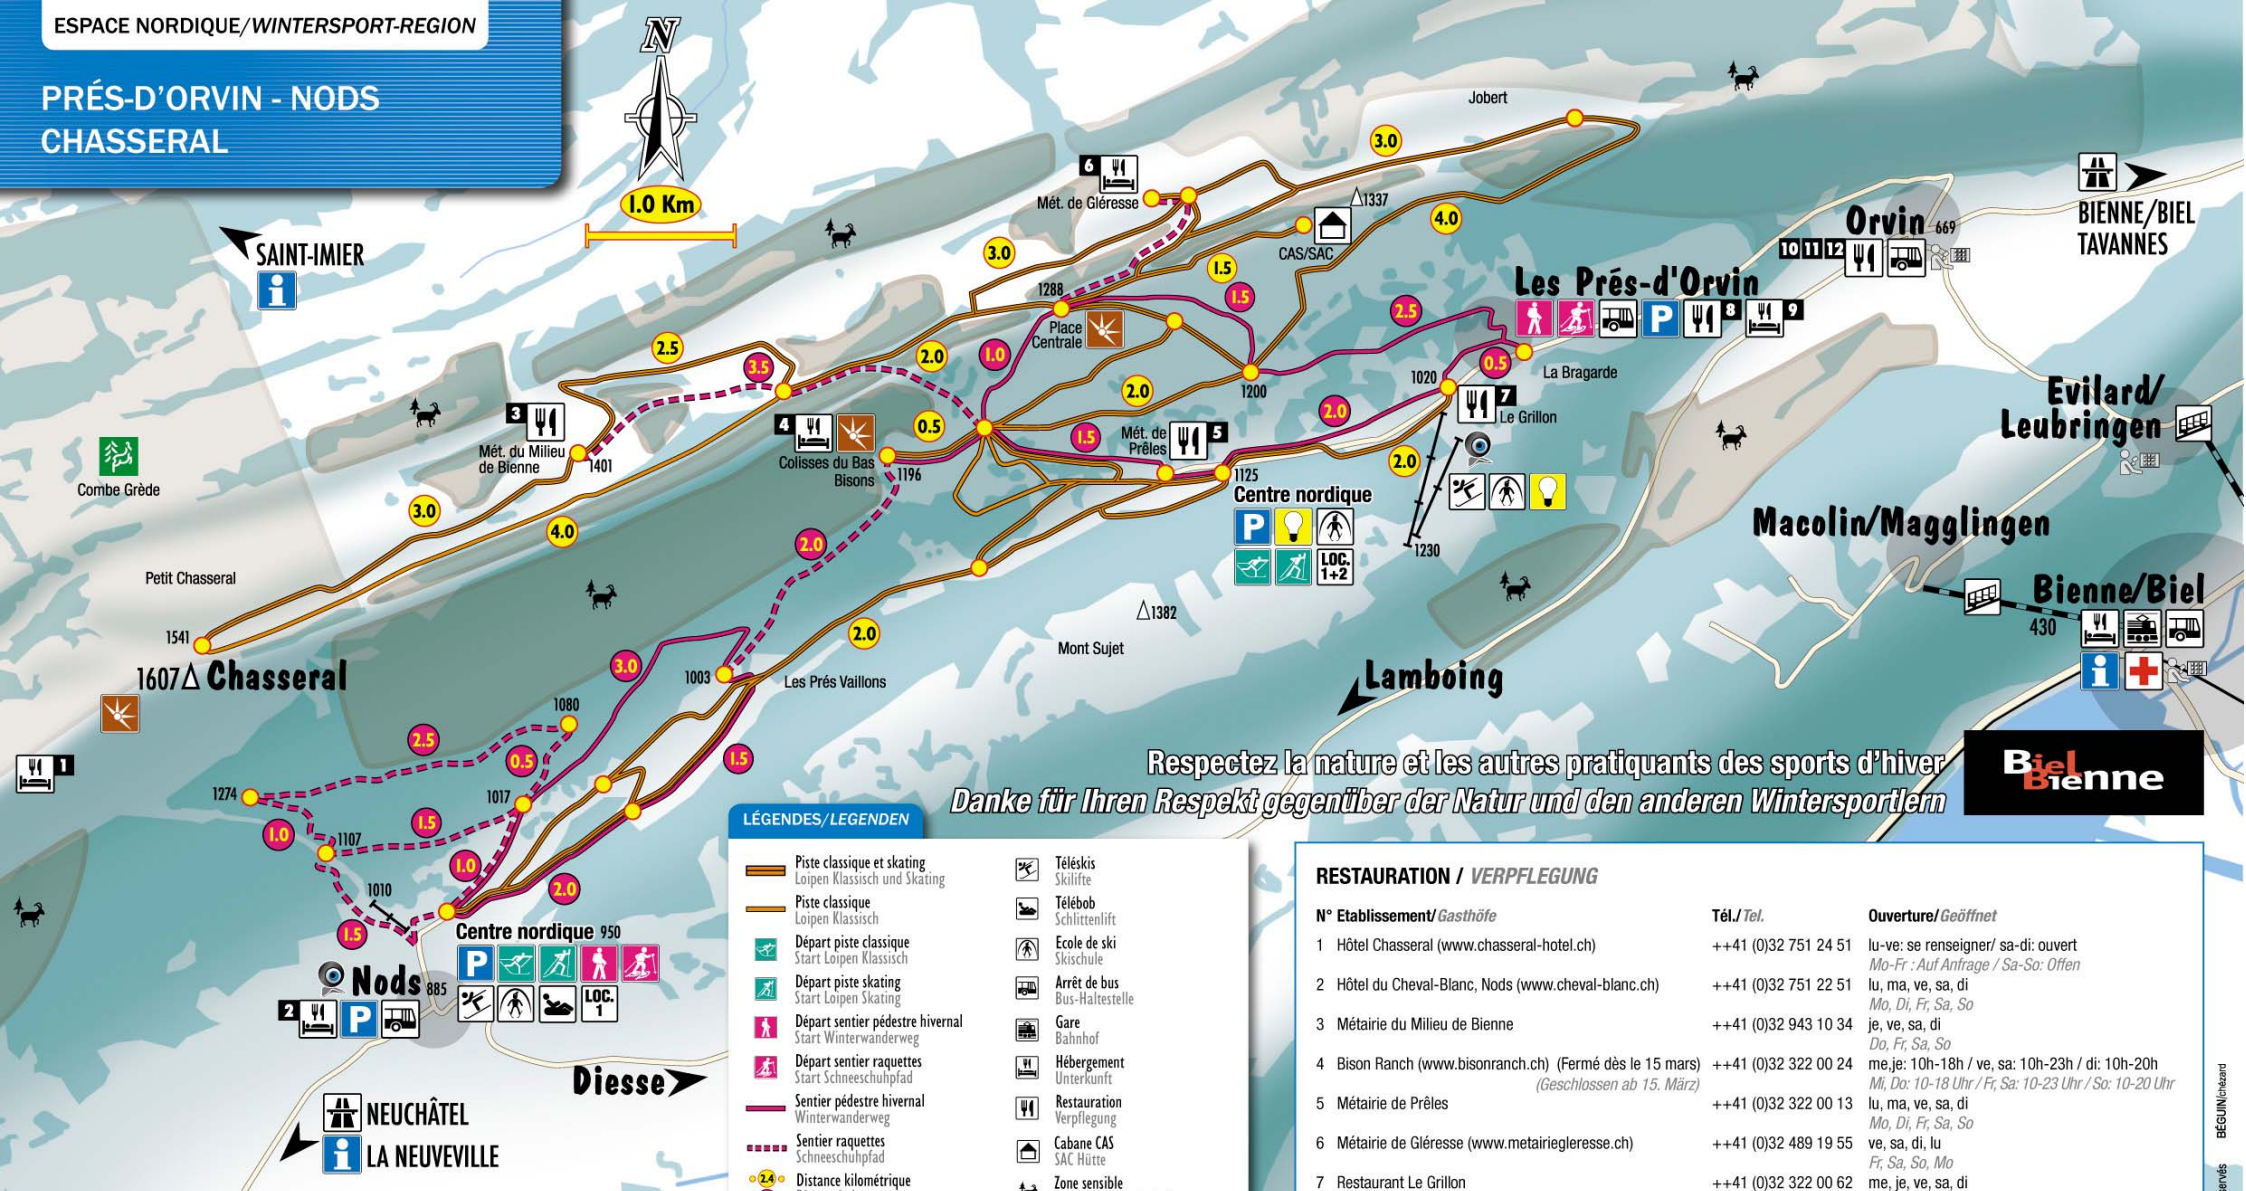 ESPACE NORDIQUE/WINTERSPORT-REGION
PRÉS-D'ORVIN - NODS
CHASSERAL
N
1.0 Km
SAINT-IMIER
Combe Grède
Petit Chasseral
1541
1607 Chasseral
1
Jobert
3.0
6
Mét. de Gléresse
1337
CAS/SAC
4.0
3.0
1.5
1288
Place
Centrale
1.5
1.0
2.0
2.5
3.5
3
Mét. du Milieu
de Bienne
1401
3.0
4.0
4
Colisses du Bas
Bisons
1196
0.5
2.0
1200
2.5
Les Prés-d'Orvin
P 8 9
0.5
La Bragarde
1020
7
Le Grillon
2.0
1.5
Mét. de
Prêles
5
1125
2.0
Centre nordique
P
LOC.
1+2
1230
Orvin 669
10 11 12
BIENNE/BIEL
TAVANNES
Evilard/
Leubringen
Macolin/Magglingen
Bienne/Biel
430
Lamboing
1382
Mont Sujet
2.0
2.0
Les Prés Vaillons
1003
3.0
1080
2.5
0.5
1274
1017
1.5
1.0
1107
1.5
1.0
1010
2.0
1.5
Centre nordique 950
P
LOC.
1
Nods 885
2 P
Diesse
NEUCHÂTEL
LA NEUVEVILLE
Respectez la nature et les autres pratiquants des sports d'hiver
Danke für Ihren Respekt gegenüber der Natur und den anderen Wintersportlern
Biel
Bienne
LÉGENDES/LEGENDEN
Piste classique et skating
Loipen Klassisch und Skating
Piste classique
Loipen Klassisch
Départ piste classique
Start Loipen Klassisch
Départ piste skating
Start Loipen Skating
Départ sentier pédestre hivernal
Start Winterwanderweg
Départ sentier raquettes
Start Schneeschuhpfad
Sentier pédestre hivernal
Winterwanderweg
Sentier raquettes
Schneeschuhpfad
2.4 Distance kilométrique
Téléskis
Skilifte
Télébob
Schlittenlift
Ecole de ski
Skischule
Arrêt de bus
Bus-Haltestelle
Gare
Bahnhof
Hébergement
Unterkunft
Restauration
Verpflegung
Cabane CAS
SAC Hütte
Zone sensible
RESTAURATION / VERPFLEGUNG
N° Etablissement/Gasthöfe Tél./Tel. Ouverture/Geöffnet
1 Hôtel Chasseral (www.chasseral-hotel.ch) ++41 (0)32 751 24 51 lu-ve: se renseigner/ sa-di: ouvert
Mo-Fr : Auf Anfrage / Sa-So: Offen
2 Hôtel du Cheval-Blanc, Nods (www.cheval-blanc.ch) ++41 (0)32 751 22 51 lu, ma, ve, sa, di
Mo, Di, Fr, Sa, So
3 Métairie du Milieu de Bienne ++41 (0)32 943 10 34 je, ve, sa, di
Do, Fr, Sa, So
4 Bison Ranch (www.bisonranch.ch) (Fermé dès le 15 mars) ++41 (0)32 322 00 24 me,je: 10h-18h / ve, sa: 10h-23h / di: 10h-20h
(Geschlossen ab 15. März) Mi, Do: 10-18 Uhr / Fr, Sa: 10-23 Uhr / So: 10-20 Uhr
5 Métairie de Prêles ++41 (0)32 322 00 13 lu, ma, ve, sa, di
Mo, Di, Fr, Sa, So
6 Métairie de Gléresse (www.metairiegleresse.ch) ++41 (0)32 489 19 55 ve, sa, di, lu
Fr, Sa, So, Mo
7 Restaurant Le Grillon ++41 (0)32 322 00 62 me, je, ve, sa, di
BÉGUIN/chézard